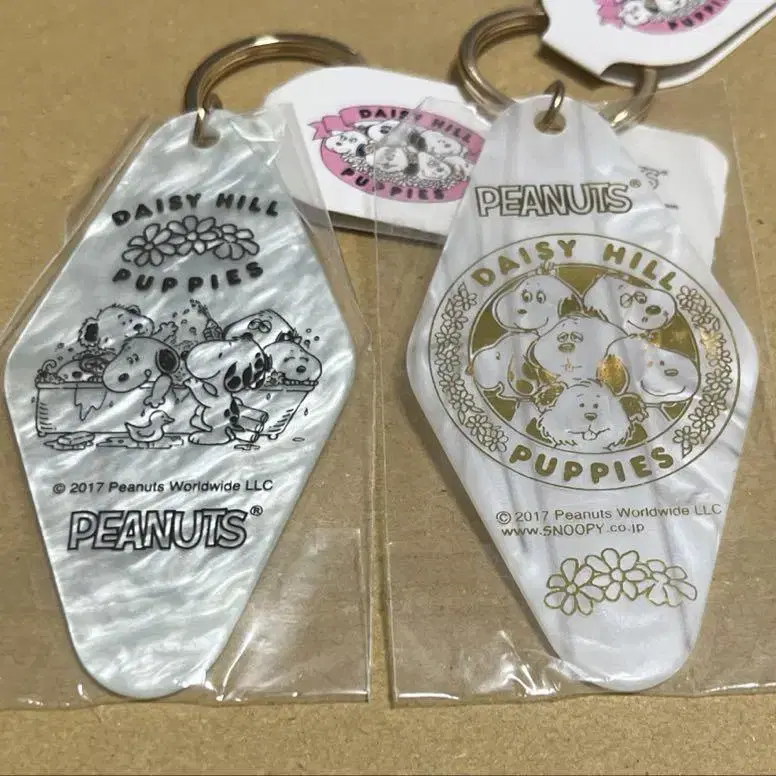 DAISY HILL
PUPPIES
© 2017 Peanuts Worldwide LLC
PEANUTS®
DAISY HILL
PUPPIES
PEANUTS®
DAISY HILL
PUPPIES
© 2017 Peanuts Worldwide LLC
www.SNOOPY.co.jp